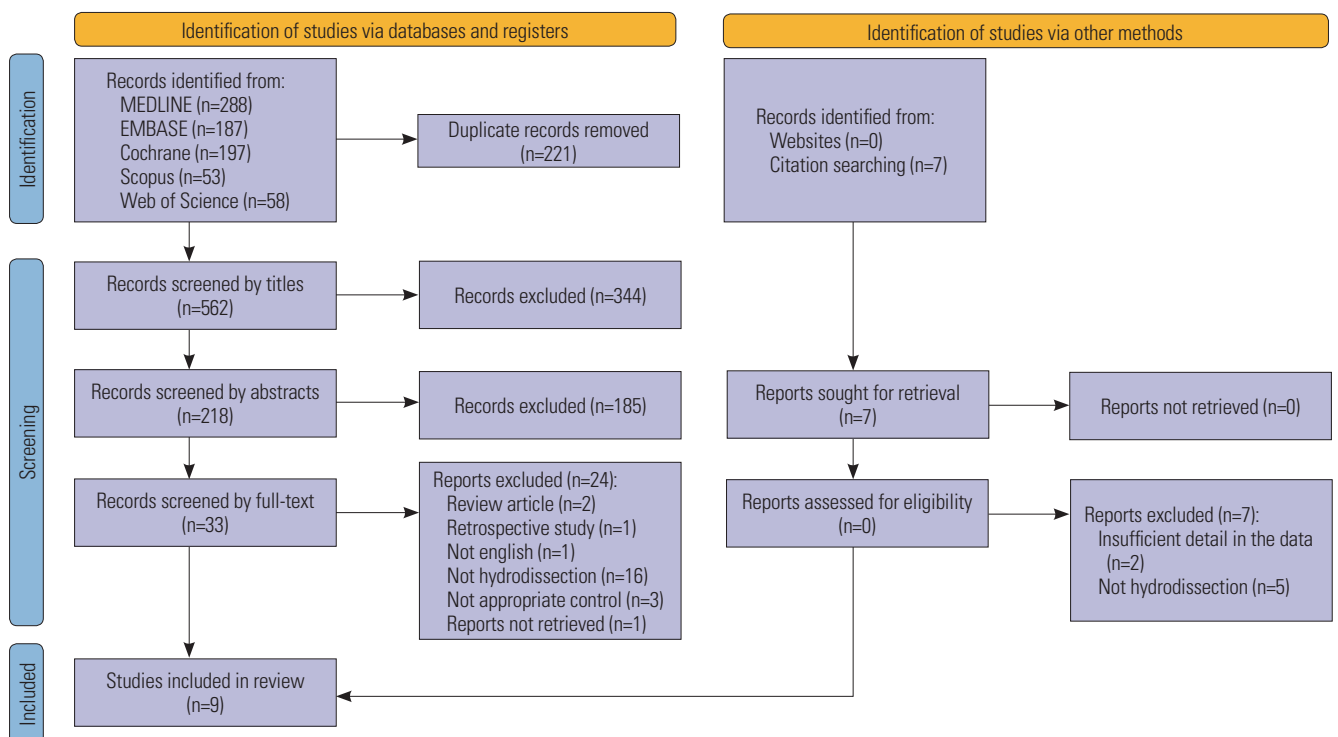 Identification of studies via databases and registers
Identification of studies via other methods
Identification
Records identified from:
MEDLINE (n=288)
EMBASE (n=187)
Cochrane (n=197)
Scopus (n=53)
Web of Science (n=58)
Duplicate records removed
(n=221)
Records identified from:
Websites (n=0)
Citation searching (n=7)
Screening
Records screened by titles
(n=562)
Records excluded (n=344)
Records screened by abstracts
(n=218)
Records excluded (n=185)
Reports sought for retrieval
(n=7)
Reports not retrieved (n=0)
Records screened by full-text
(n=33)
Reports excluded (n=24):
Review article (n=2)
Retrospective study (n=1)
Not english (n=1)
Not hydrodissection (n=16)
Not appropriate control (n=3)
Reports not retrieved (n=1)
Reports assessed for eligibility
(n=0)
Reports excluded (n=7):
Insufficient detail in the data
(n=2)
Not hydrodissection (n=5)
Included
Studies included in review
(n=9)